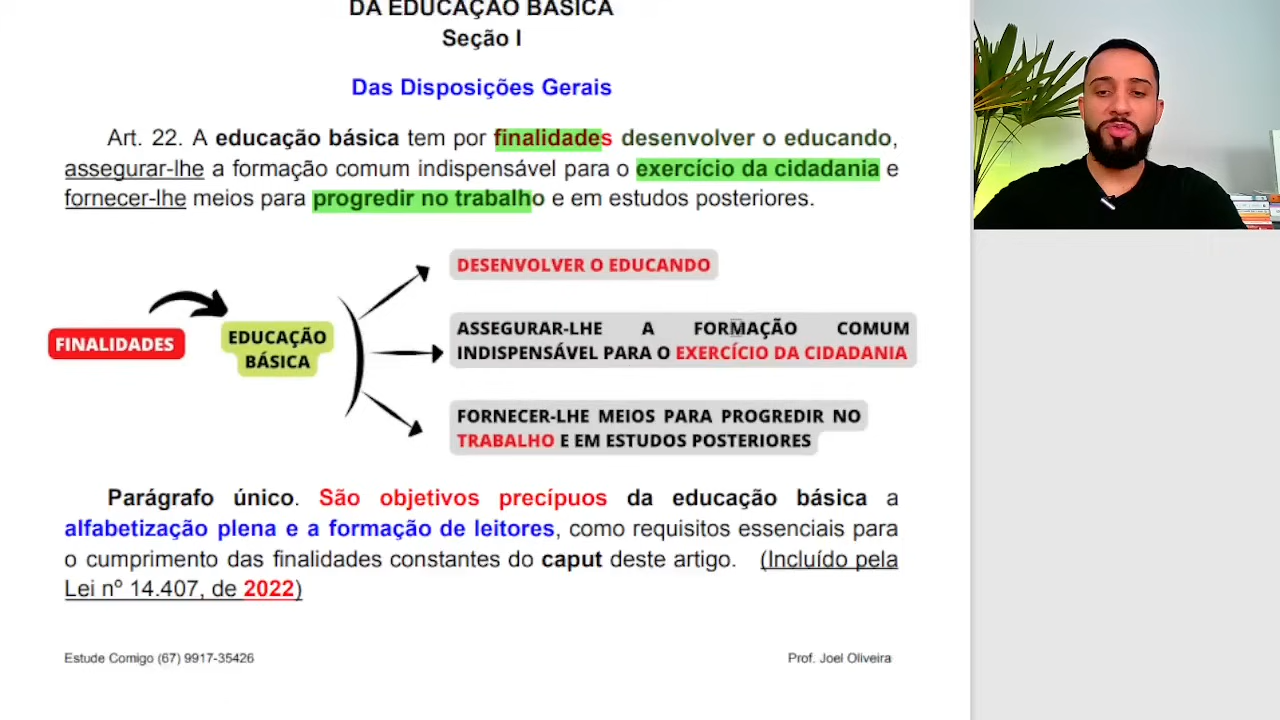 DA EDUCAÇÃO BÁSICA
Seção I
Das Disposições Gerais
Art. 22. A educação básica tem por finalidades desenvolver o educando,
assegurar-lhe a formação comum indispensável para o exercício da cidadania e
fornecer-lhe meios para progredir no trabalho e em estudos posteriores.
FINALIDADES
EDUCAÇÃO
BÁSICA
DESENVOLVER O EDUCANDO
ASSEGURAR-LHE A FORMAÇÃO COMUM
INDISPENSÁVEL PARA O EXERCÍCIO DA CIDADANIA
FORNECER-LHE MEIOS PARA PROGREDIR NO
TRABALHO E EM ESTUDOS POSTERIORES
Parágrafo único. São objetivos precípuos da educação básica a
alfabetização plena e a formação de leitores, como requisitos essenciais para
o cumprimento das finalidades constantes do caput deste artigo. (Incluído pela
Lei nº 14.407, de 2022)
Estude Comigo (67) 9917-35426
Prof. Joel Oliveira